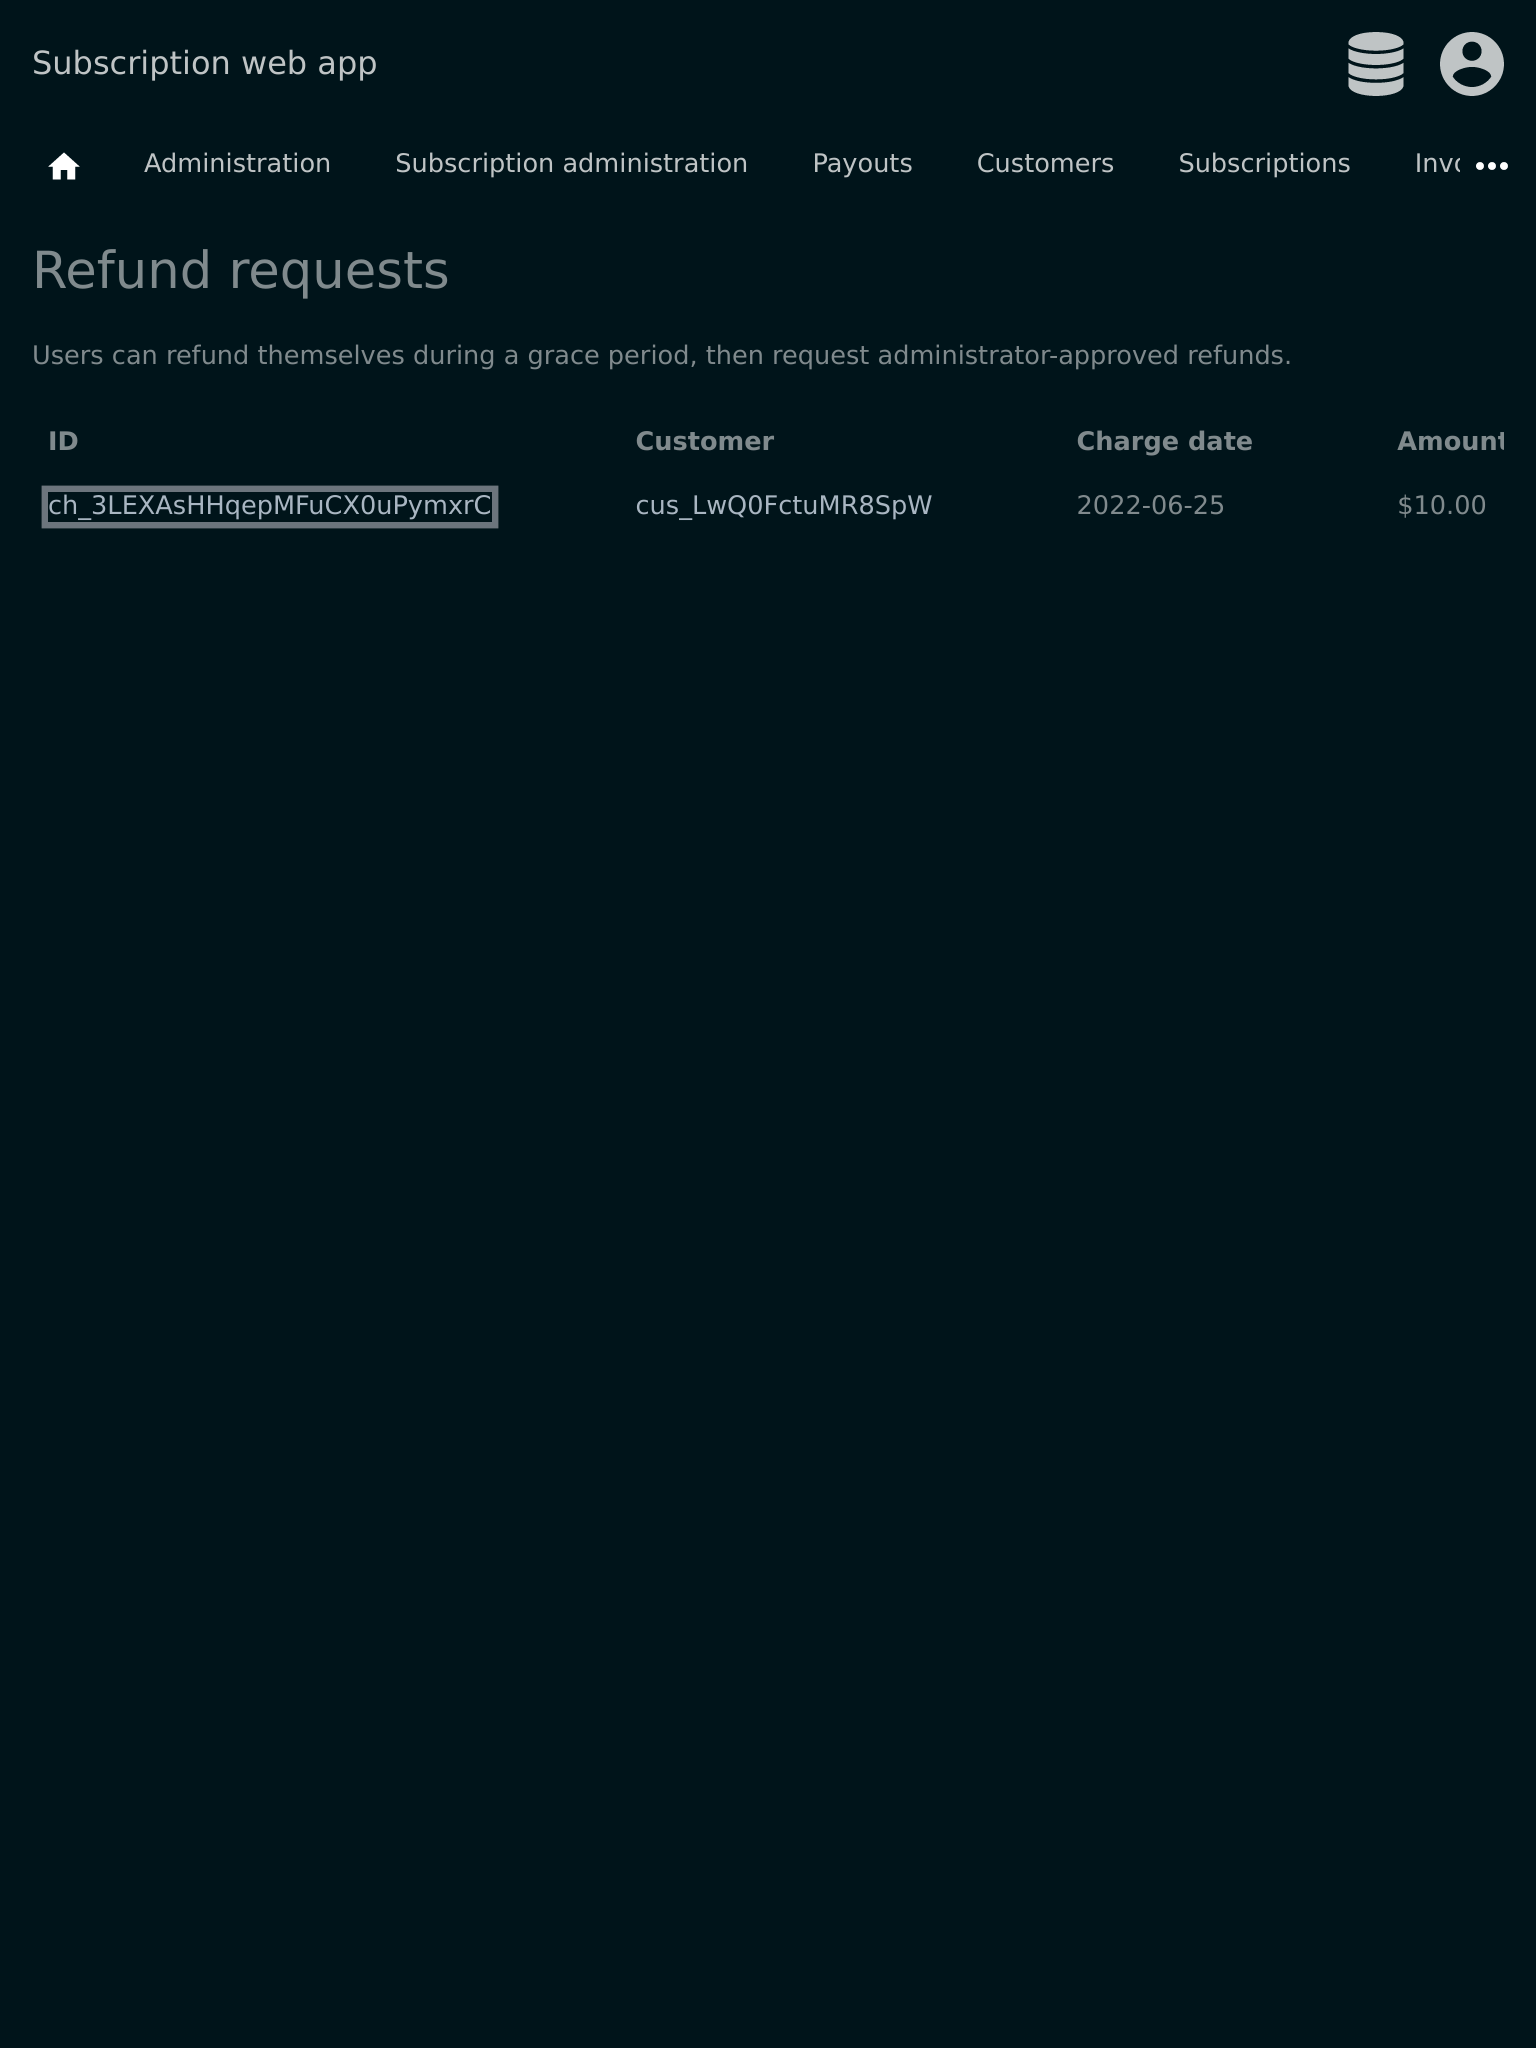 Subscription web app
Administration Subscription administration Payouts Customers Subscriptions Invo
Refund requests
Users can refund themselves during a grace period, then request administrator-approved refunds.
ID Customer Charge date Amount
ch_3LEXAsHHqepMFuCX0uPymxrC cus_LwQ0FctuMR8SpW 2022-06-25 $10.00